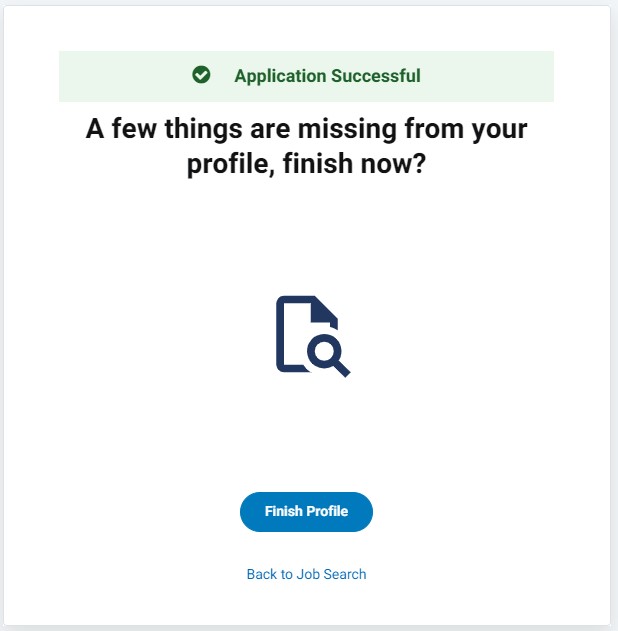 Application Successful
A few things are missing from your
profile, finish now?
Finish Profile
Back to Job Search